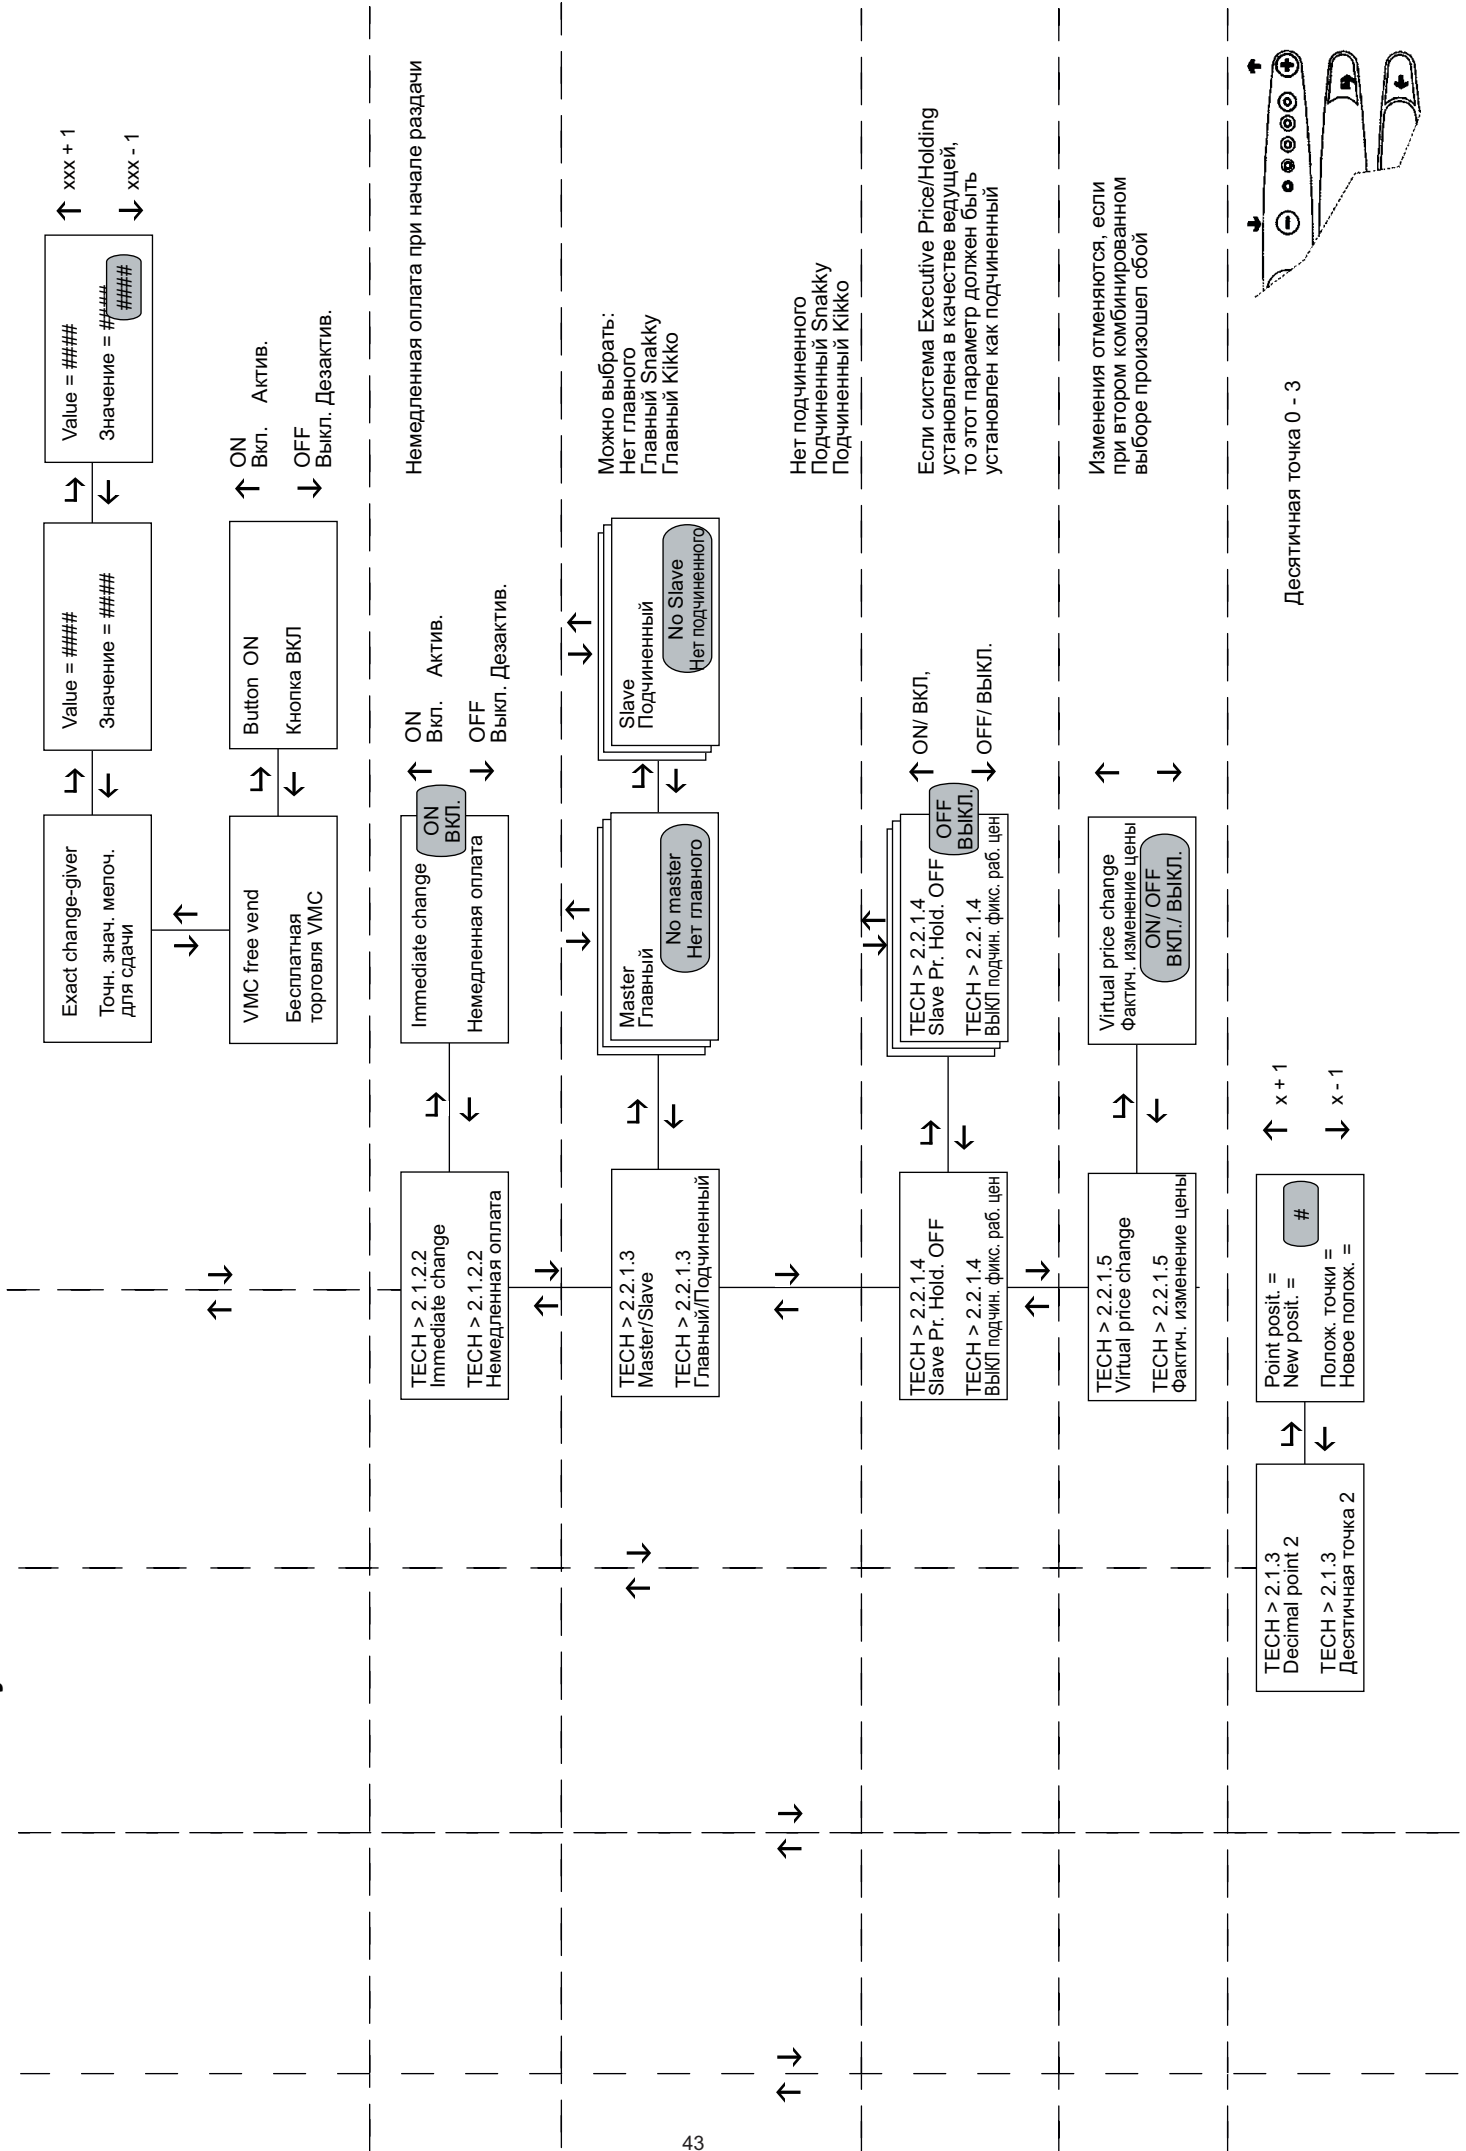 Exact change-giver
Точн. знач. мелоч.
для сдачи
Value = ####
Значение = ####
Value = ####
Значение = ####
####
xxx + 1
xxx - 1
VMC free vend
Бесплатная
торговля VMC
Button ON
Кнопка ВКЛ
ON
Вкл. Актив.
OFF
Выкл. Дезактив.
TECH > 2.1.2.2
Immediate change
TECH > 2.1.2.2
Немедленная оплата
Immediate change
Немедленная оплата
ON
ВКЛ.
ON
Вкл. Актив.
OFF
Выкл. Дезактив.
Немедленная оплата при начале раздачи
TECH > 2.2.1.3
Master/Slave
TECH > 2.2.1.3
Главный/Подчиненный
Master
Главный
No master
Нет главного
Slave
Подчиненный
No Slave
Нет подчиненного
Можно выбрать:
Нет главного
Главный Snakky
Главный Kikko
Нет подчиненного
Подчиненный Snakky
Подчиненный Kikko
TECH > 2.2.1.4
Slave Pr. Hold. OFF
TECH > 2.2.1.4
ВЫКЛ подчин. фикс. раб. цен
TECH > 2.2.1.4
Slave Pr. Hold. OFF
TECH > 2.2.1.4
ВЫКЛ подчин. фикс. раб. цен
OFF
ВЫКЛ.
ON/ ВКЛ,
OFF/ ВЫКЛ.
Если система Executive Price/Holding
установлена в качестве ведущей,
то этот параметр должен быть
установлен как подчиненный
TECH > 2.2.1.5
Virtual price change
TECH > 2.2.1.5
Фактич. изменение цены
Virtual price change
Фактич. изменение цены
ON/ OFF
ВКЛ./ ВЫКЛ.
Изменения отменяются, если
при втором комбинированном
выборе произошел сбой
TECH > 2.1.3
Decimal point 2
TECH > 2.1.3
Десятичная точка 2
Point posit. =
New posit. =
#
Полож. точки =
Новое полож. =
x + 1
x - 1
Десятичная точка 0 - 3
43